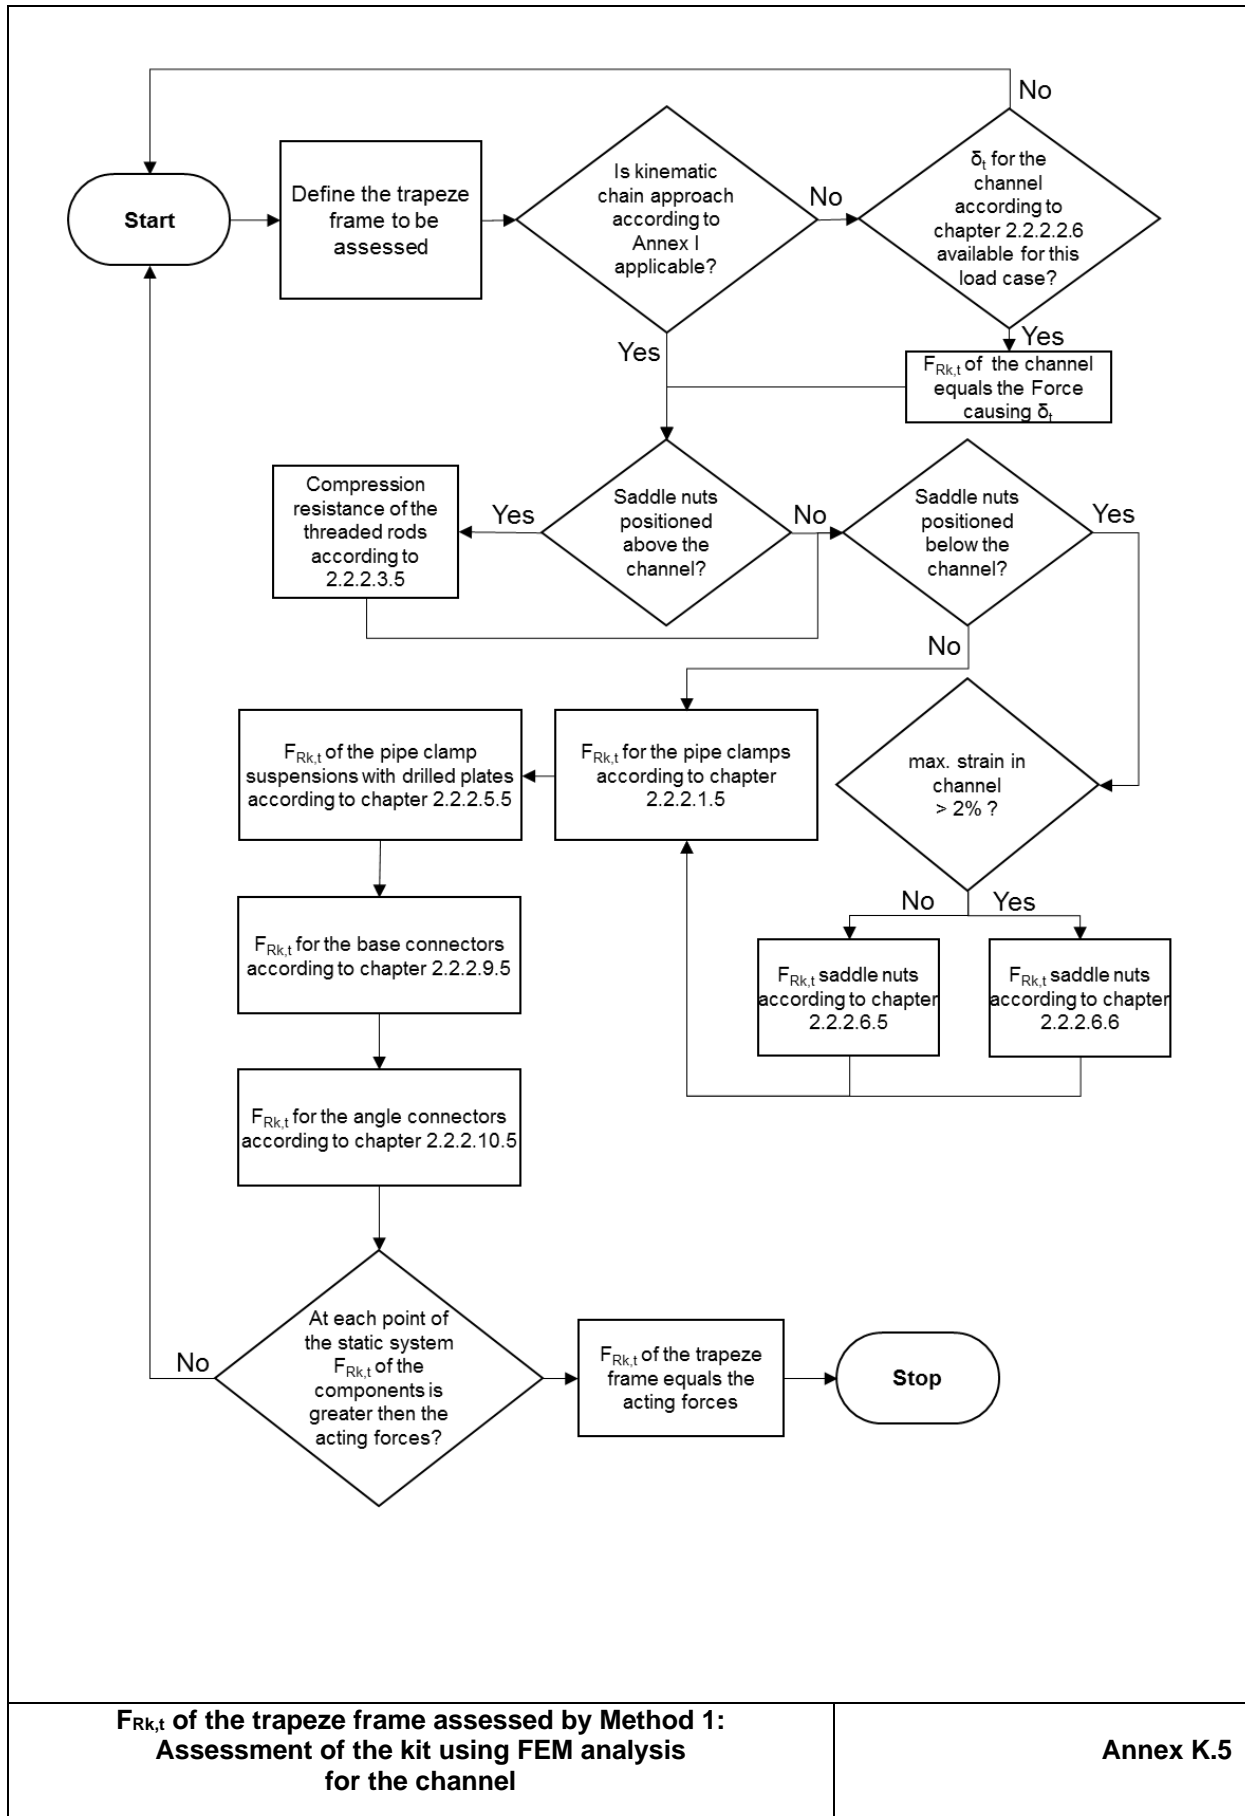 No
Start
Define the trapeze
frame to be
assessed
Is kinematic
chain approach
according to
Annex I
applicable?
No
δt for the
channel
according to
chapter 2.2.2.2.6
available for this
load case?
Yes
Yes
FRk,t of the channel
equals the Force
causing δt
Compression
resistance of the
threaded rods
according to
2.2.2.3.5
Yes
Saddle nuts
positioned
above the
channel?
No
Saddle nuts
positioned
below the
channel?
Yes
No
FRk,t of the pipe clamp
suspensions with drilled plates
according to chapter 2.2.2.5.5
FRk,t for the pipe clamps
according to chapter
2.2.2.1.5
max. strain in
channel
> 2% ?
No
Yes
FRk,t for the base connectors
according to chapter 2.2.2.9.5
FRk,t saddle nuts
according to chapter
2.2.2.6.5
FRk,t saddle nuts
according to chapter
2.2.2.6.6
FRk,t for the angle connectors
according to chapter 2.2.2.10.5
At each point of
the static system
FRk,t of the
components is
greater then the
acting forces?
No
FRk,t of the trapeze
frame equals the
acting forces
Stop
FRk,t of the trapeze frame assessed by Method 1:
Assessment of the kit using FEM analysis
for the channel
Annex K.5